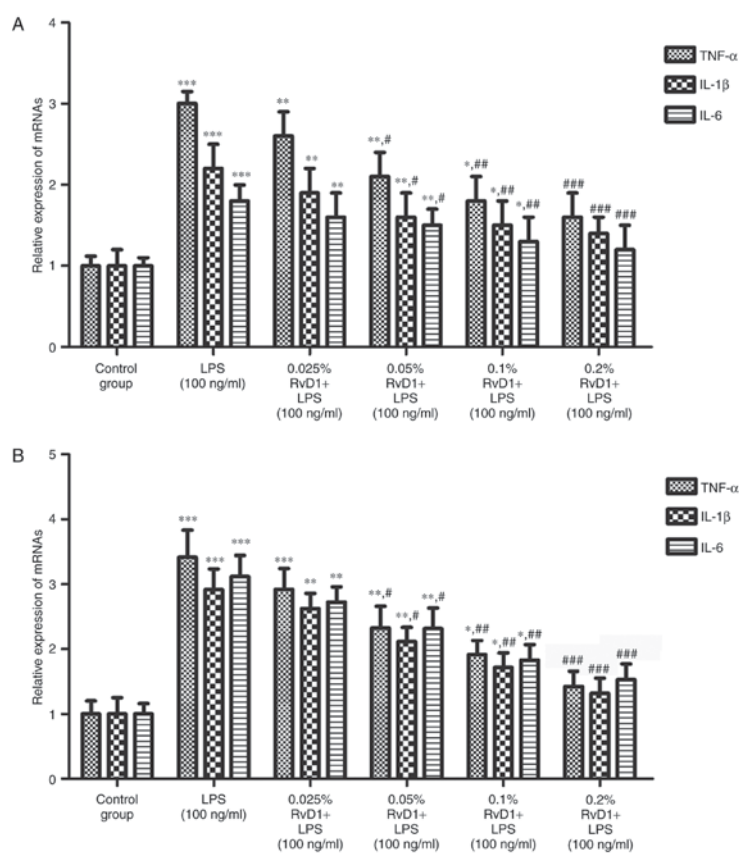 A
Relative expression of mRNAs
4
3
2
1
0
***
***
***
**
**
**
**,#
**,#
**,#
*,##
*,##
*,##
###
###
###
TNF-α
IL-1β
IL-6
Control
group
LPS
(100 ng/ml)
0.025%
RvD1+
LPS
(100 ng/ml)
0.05%
RvD1+
LPS
(100 ng/ml)
0.1%
RvD1+
LPS
(100 ng/ml)
0.2%
RvD1+
LPS
(100 ng/ml)
B
Relative expression of mRNAs
5
4
3
2
1
0
***
***
***
***
**
**
**,#
**,#
**,#
*,##
*,##
*,##
###
###
###
TNF-α
IL-1β
IL-6
Control
group
LPS
(100 ng/ml)
0.025%
RvD1+
LPS
(100 ng/ml)
0.05%
RvD1+
LPS
(100 ng/ml)
0.1%
RvD1+
LPS
(100 ng/ml)
0.2%
RvD1+
LPS
(100 ng/ml)